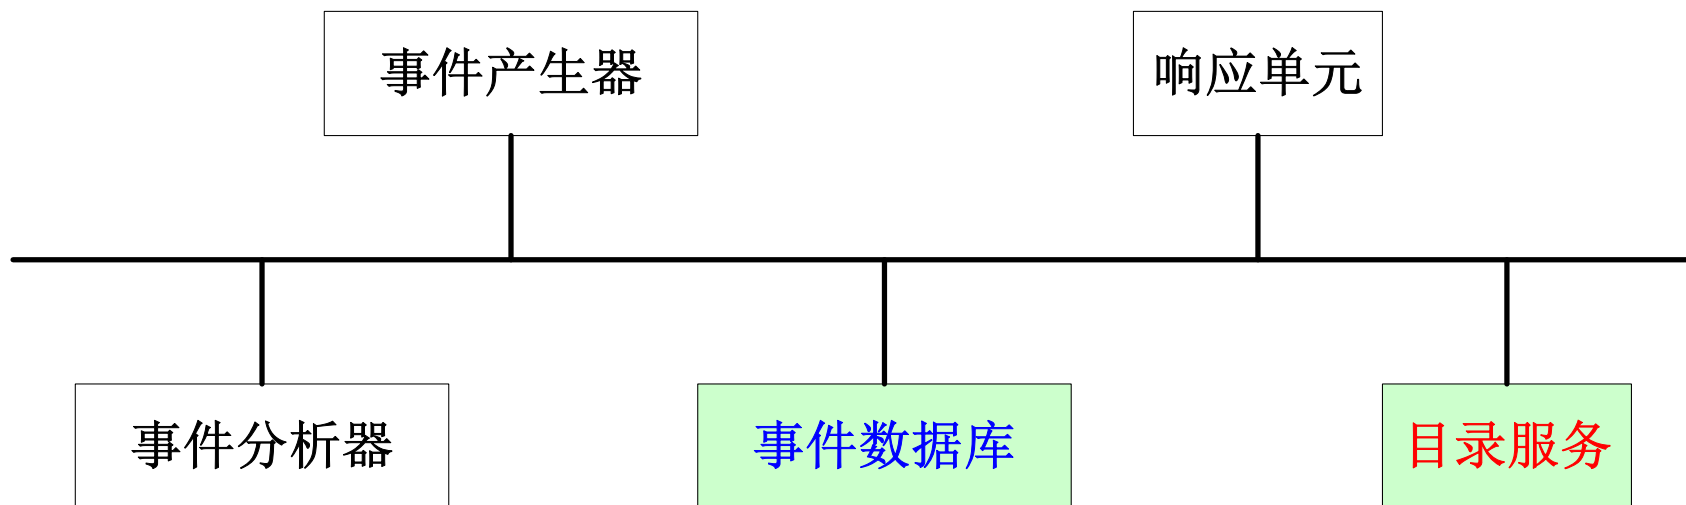 事件产生器
响应单元
事件分析器
事件数据库
目录服务